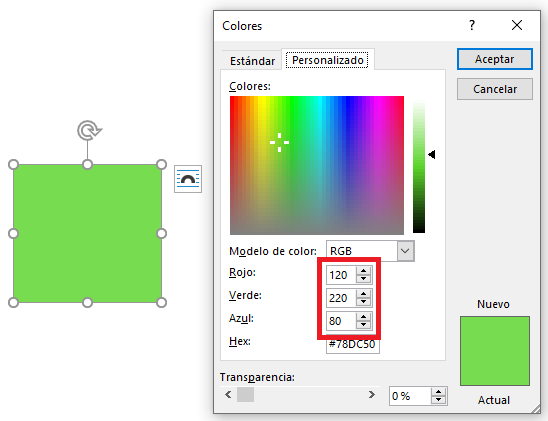 Colores
?
Estándar
Personalizado
Aceptar
Cancelar
Colores:
Modelo de color: RGB
Rojo: 120
Verde: 220
Azul: 80
Hex: #78DC50
Nuevo
Transparencia:
0 %
Actual